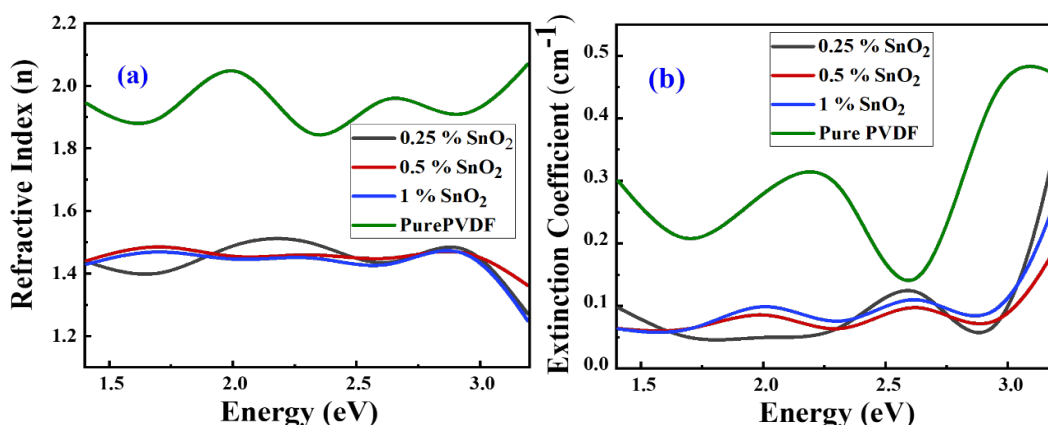 Refractive Index (n)
2.2
2.0
1.8
1.6
1.4
1.2
(a)
0.25 % SnO₂
0.5 % SnO₂
1 % SnO₂
PurePVDF
1.5
2.0
2.5
3.0
Energy (eV)
Extinction Coefficient (cm⁻¹)
0.5
0.4
0.3
0.2
0.1
0.0
0.25 % SnO₂
0.5 % SnO₂
1 % SnO₂
Pure PVDF
(b)
1.5
2.0
2.5
3.0
Energy (eV)